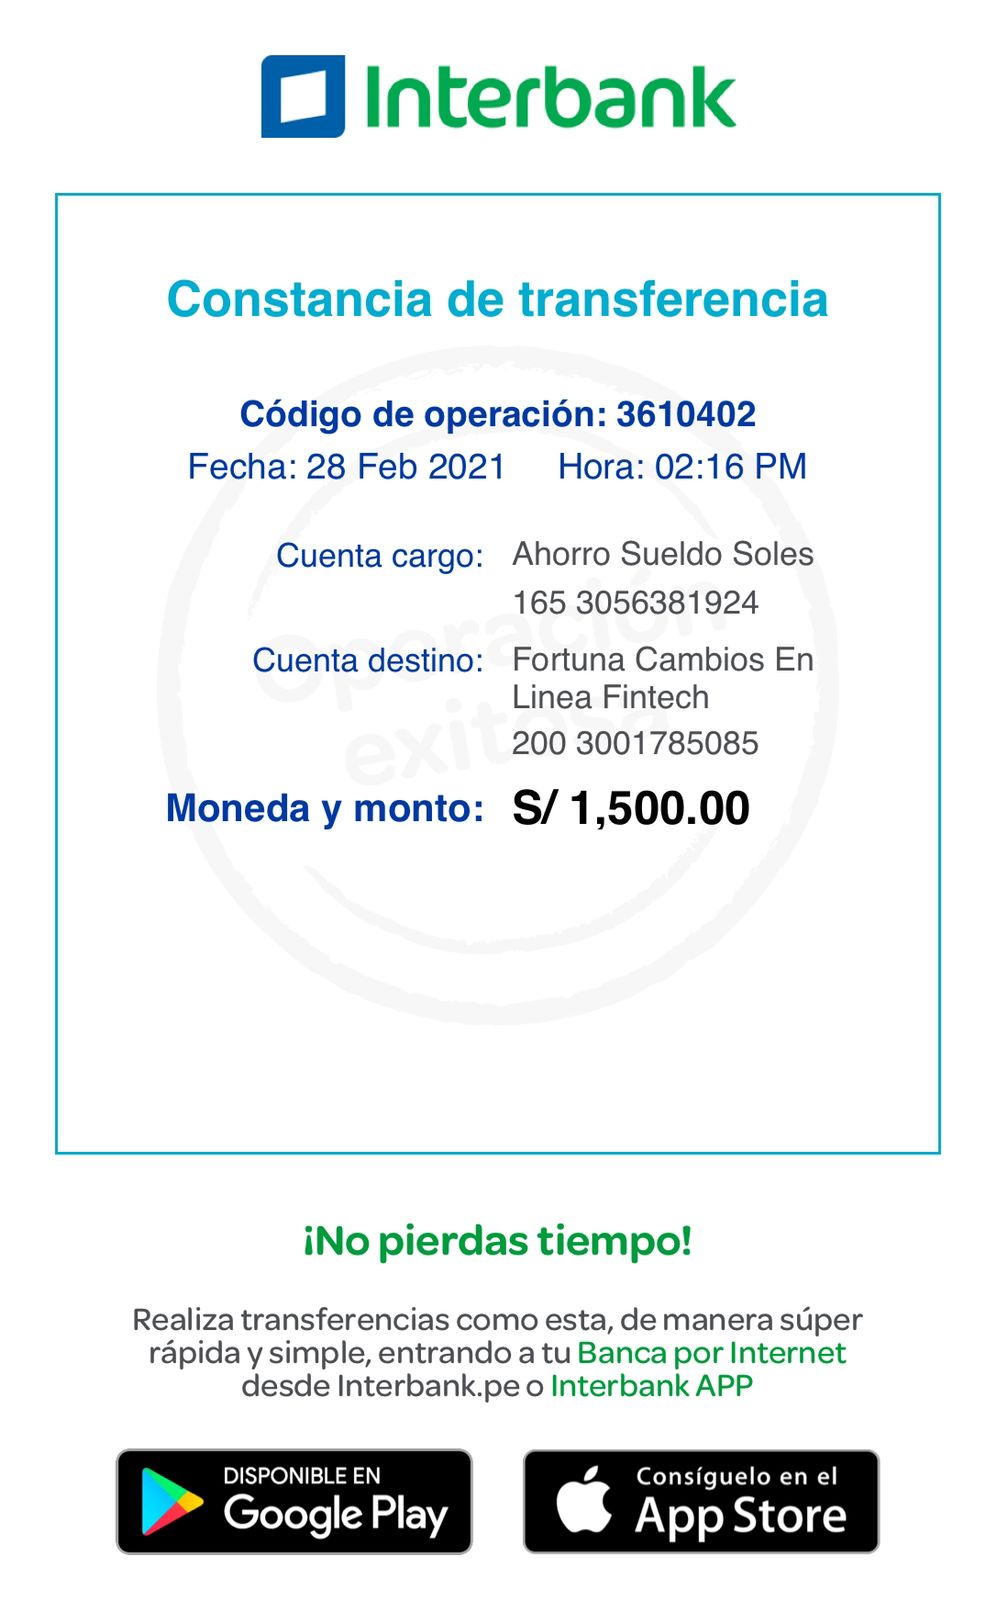 Interbank
Constancia de transferencia
Código de operación: 3610402
Fecha: 28 Feb 2021 Hora: 02:16 PM
Cuenta cargo: Ahorro Sueldo Soles
165 3056381924
Cuenta destino: Fortuna Cambios En
Linea Fintech
200 3001785085
Operación
exitosa
Moneda y monto: S/ 1,500.00
¡No pierdas tiempo!
Realiza transferencias como esta, de manera súper
rápida y simple, entrando a tu Banca por Internet
desde Interbank.pe o Interbank APP
DISPONIBLE EN
Google Play
Consíguelo en el
App Store